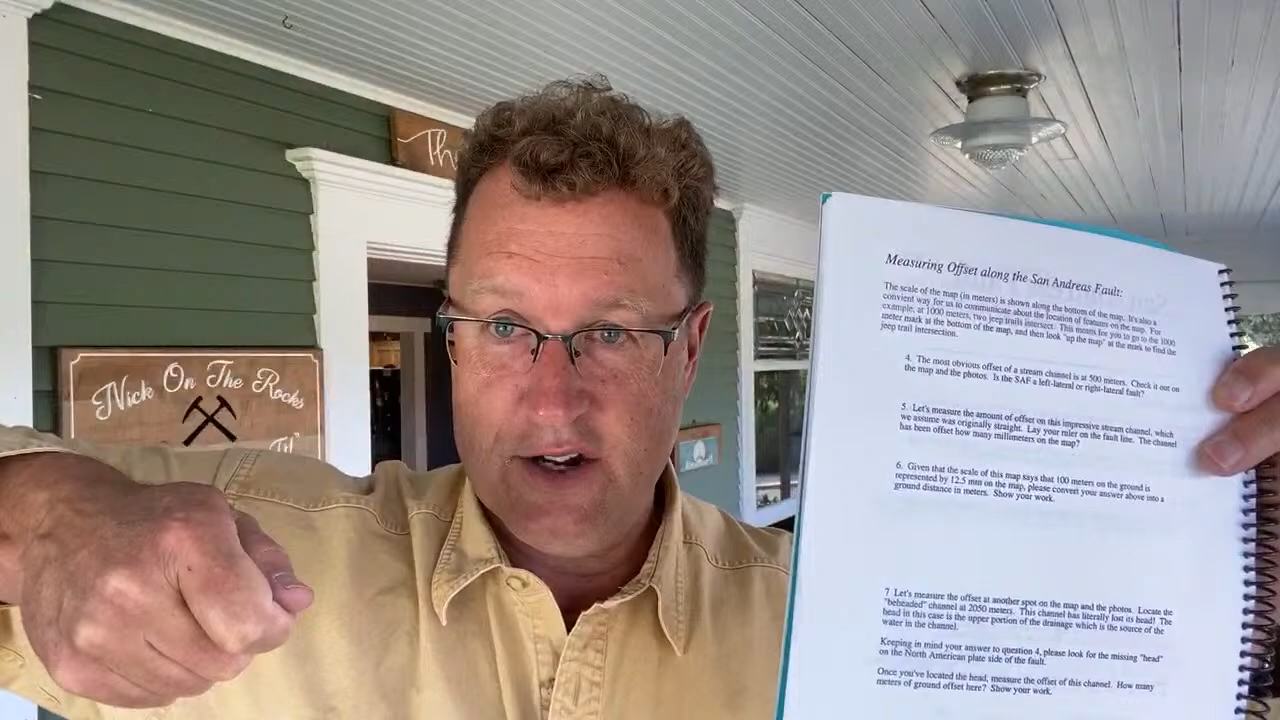 Th
Nick On The Rocks
Til"
Measuring Offset along the San Andreas Fault:
The scale of the map (in meters) is shown along the bottom of the map. It's also a
convient way for us to communicate about the location of features on the map. For
example, at 1000 meters, two jeep trails intersect. This means for you to go to the 1000
meter mark at the bottom of the map, and then look "up the map" at the mark to find the
jeep trail intersection.
4. The most obvious offset of a stream channel is at 500 meters. Check it out on
the map and the photos. Is the SAF a left-lateral or right-lateral fault?
5. Let's measure the amount of offset on this impressive stream channel, which
we assume was originally straight. Lay your ruler on the fault line. The channel
has been offset how many millimeters on the map?
6. Given that the scale of this map says that 100 meters on the ground is
represented by 12.5 mm on the map, please convert your answer above into a
ground distance in meters. Show your work.
7 Let's measure the offset at another spot on the map and the photos. Locate the
"beheaded" channel at 2050 meters. This channel has literally lost its head! The
head in this case is the upper portion of the drainage which is the source of the
water in the channel.
Keeping in mind your answer to question 4, please look for the missing "head"
on the North American plate side of the fault.
Once you've located the head, measure the offset of this channel. How many
meters of ground offset here? Show your work.